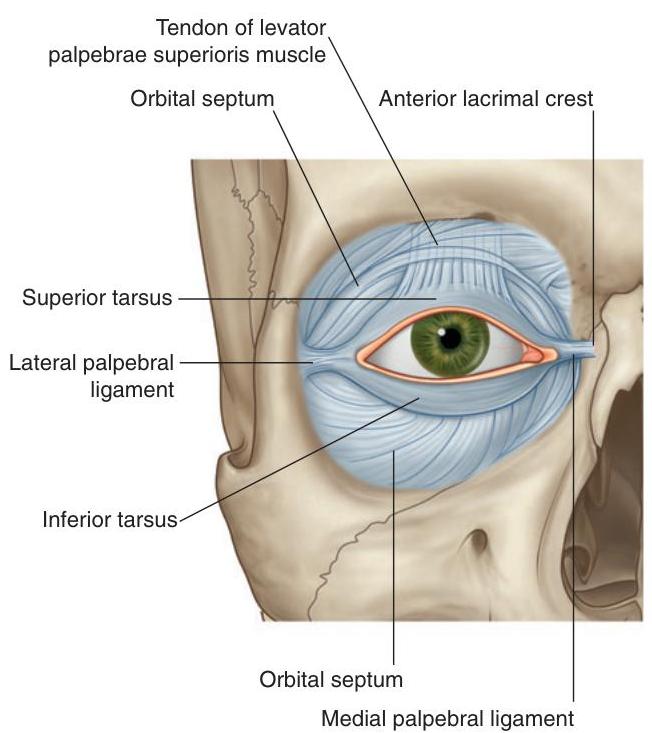 Tendon of levator
palpebrae superioris muscle
Orbital septum
Anterior lacrimal crest
Superior tarsus
Lateral palpebral
ligament
Inferior tarsus
Orbital septum
Medial palpebral ligament